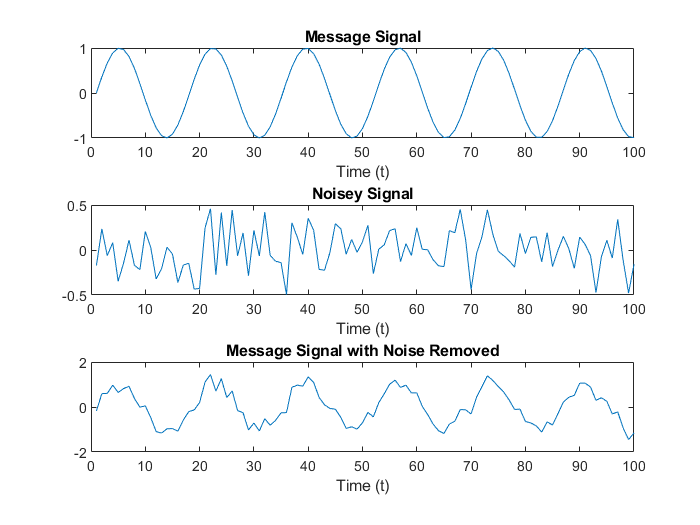 Message Signal
1
0
-1
0 10 20 30 40 50 60 70 80 90 100
Time (t)
Noisey Signal
0.5
0
-0.5
0 10 20 30 40 50 60 70 80 90 100
Time (t)
Message Signal with Noise Removed
2
0
-2
0 10 20 30 40 50 60 70 80 90 100
Time (t)